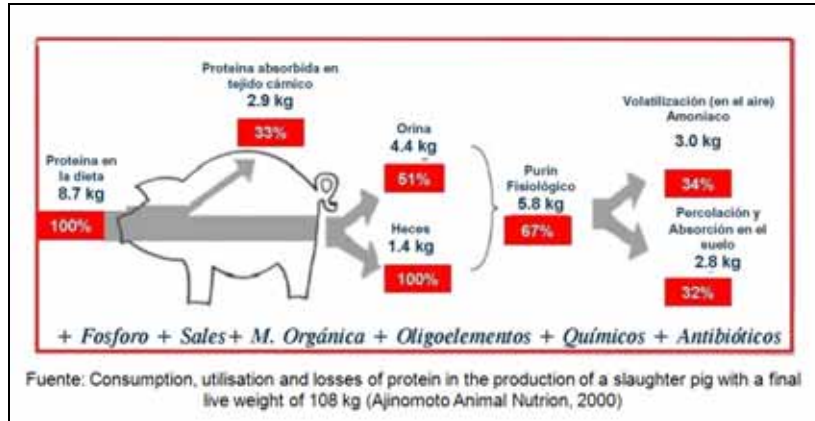 Proteina absorbida en
tejido cárnico
2.9 kg
33%
Proteina en
la dieta
8.7 kg
100%
Orina
4.4 kg
51%
Heces
1.4 kg
100%
Purin
Fisiológico
5.8 kg
67%
Volatilización (en el aire)
Amoniaco
3.0 kg
34%
Percolación y
Absorción en el
suelo
2.8 kg
32%
+ Fosforo + Sales+ M. Orgánica + Oligoelementos + Químicos + Antibióticos
Fuente: Consumption, utilisation and losses of protein in the production of a slaughter pig with a final
live weight of 108 kg (Ajinomoto Animal Nutrion, 2000)